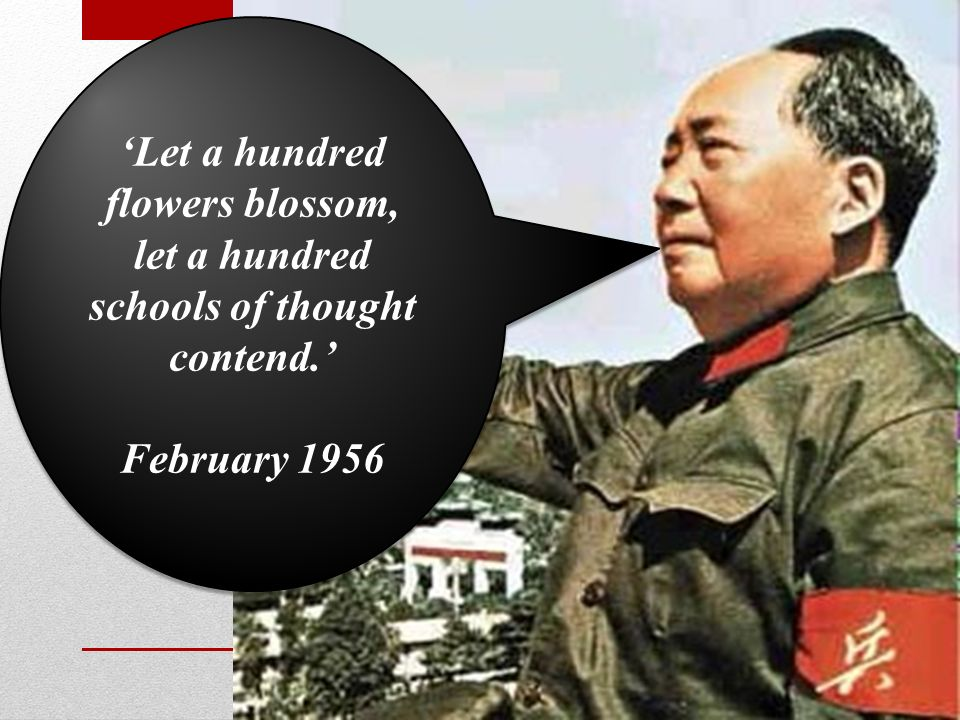 ‘Let a hundred
flowers blossom,
let a hundred
schools of thought
contend.’
February 1956
兵